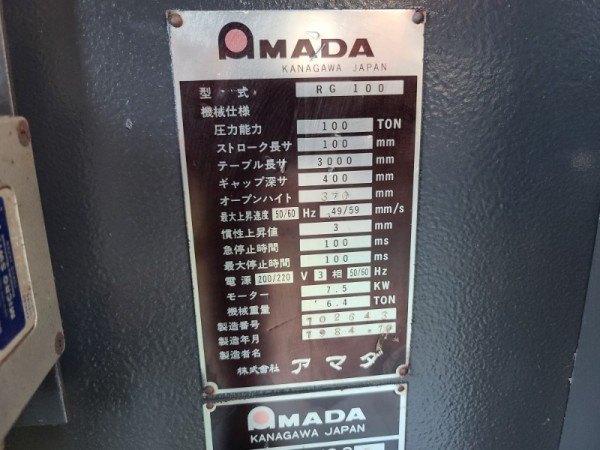 AMADA
KANAGAWA JAPAN
型式 RG 100
機械仕様
圧力能力 100 TON
ストローク長サ 100 mm
テーブル長サ 3000 mm
ギャップ深サ 400 mm
オープンハイト 370 mm
最大上昇速度 50/60 Hz 49/59 mm/s
慣性上昇値 3 mm
急停止時間 100 ms
最大停止時間 100 ms
電源 200/220 V 3 相 50/60 Hz
モーター 7.5 KW
機械重量 6.4 TON
製造番号 702643
製造年月 1984.
製造者名
株式会社 アマダ
AMADA
KANAGAWA JAPAN